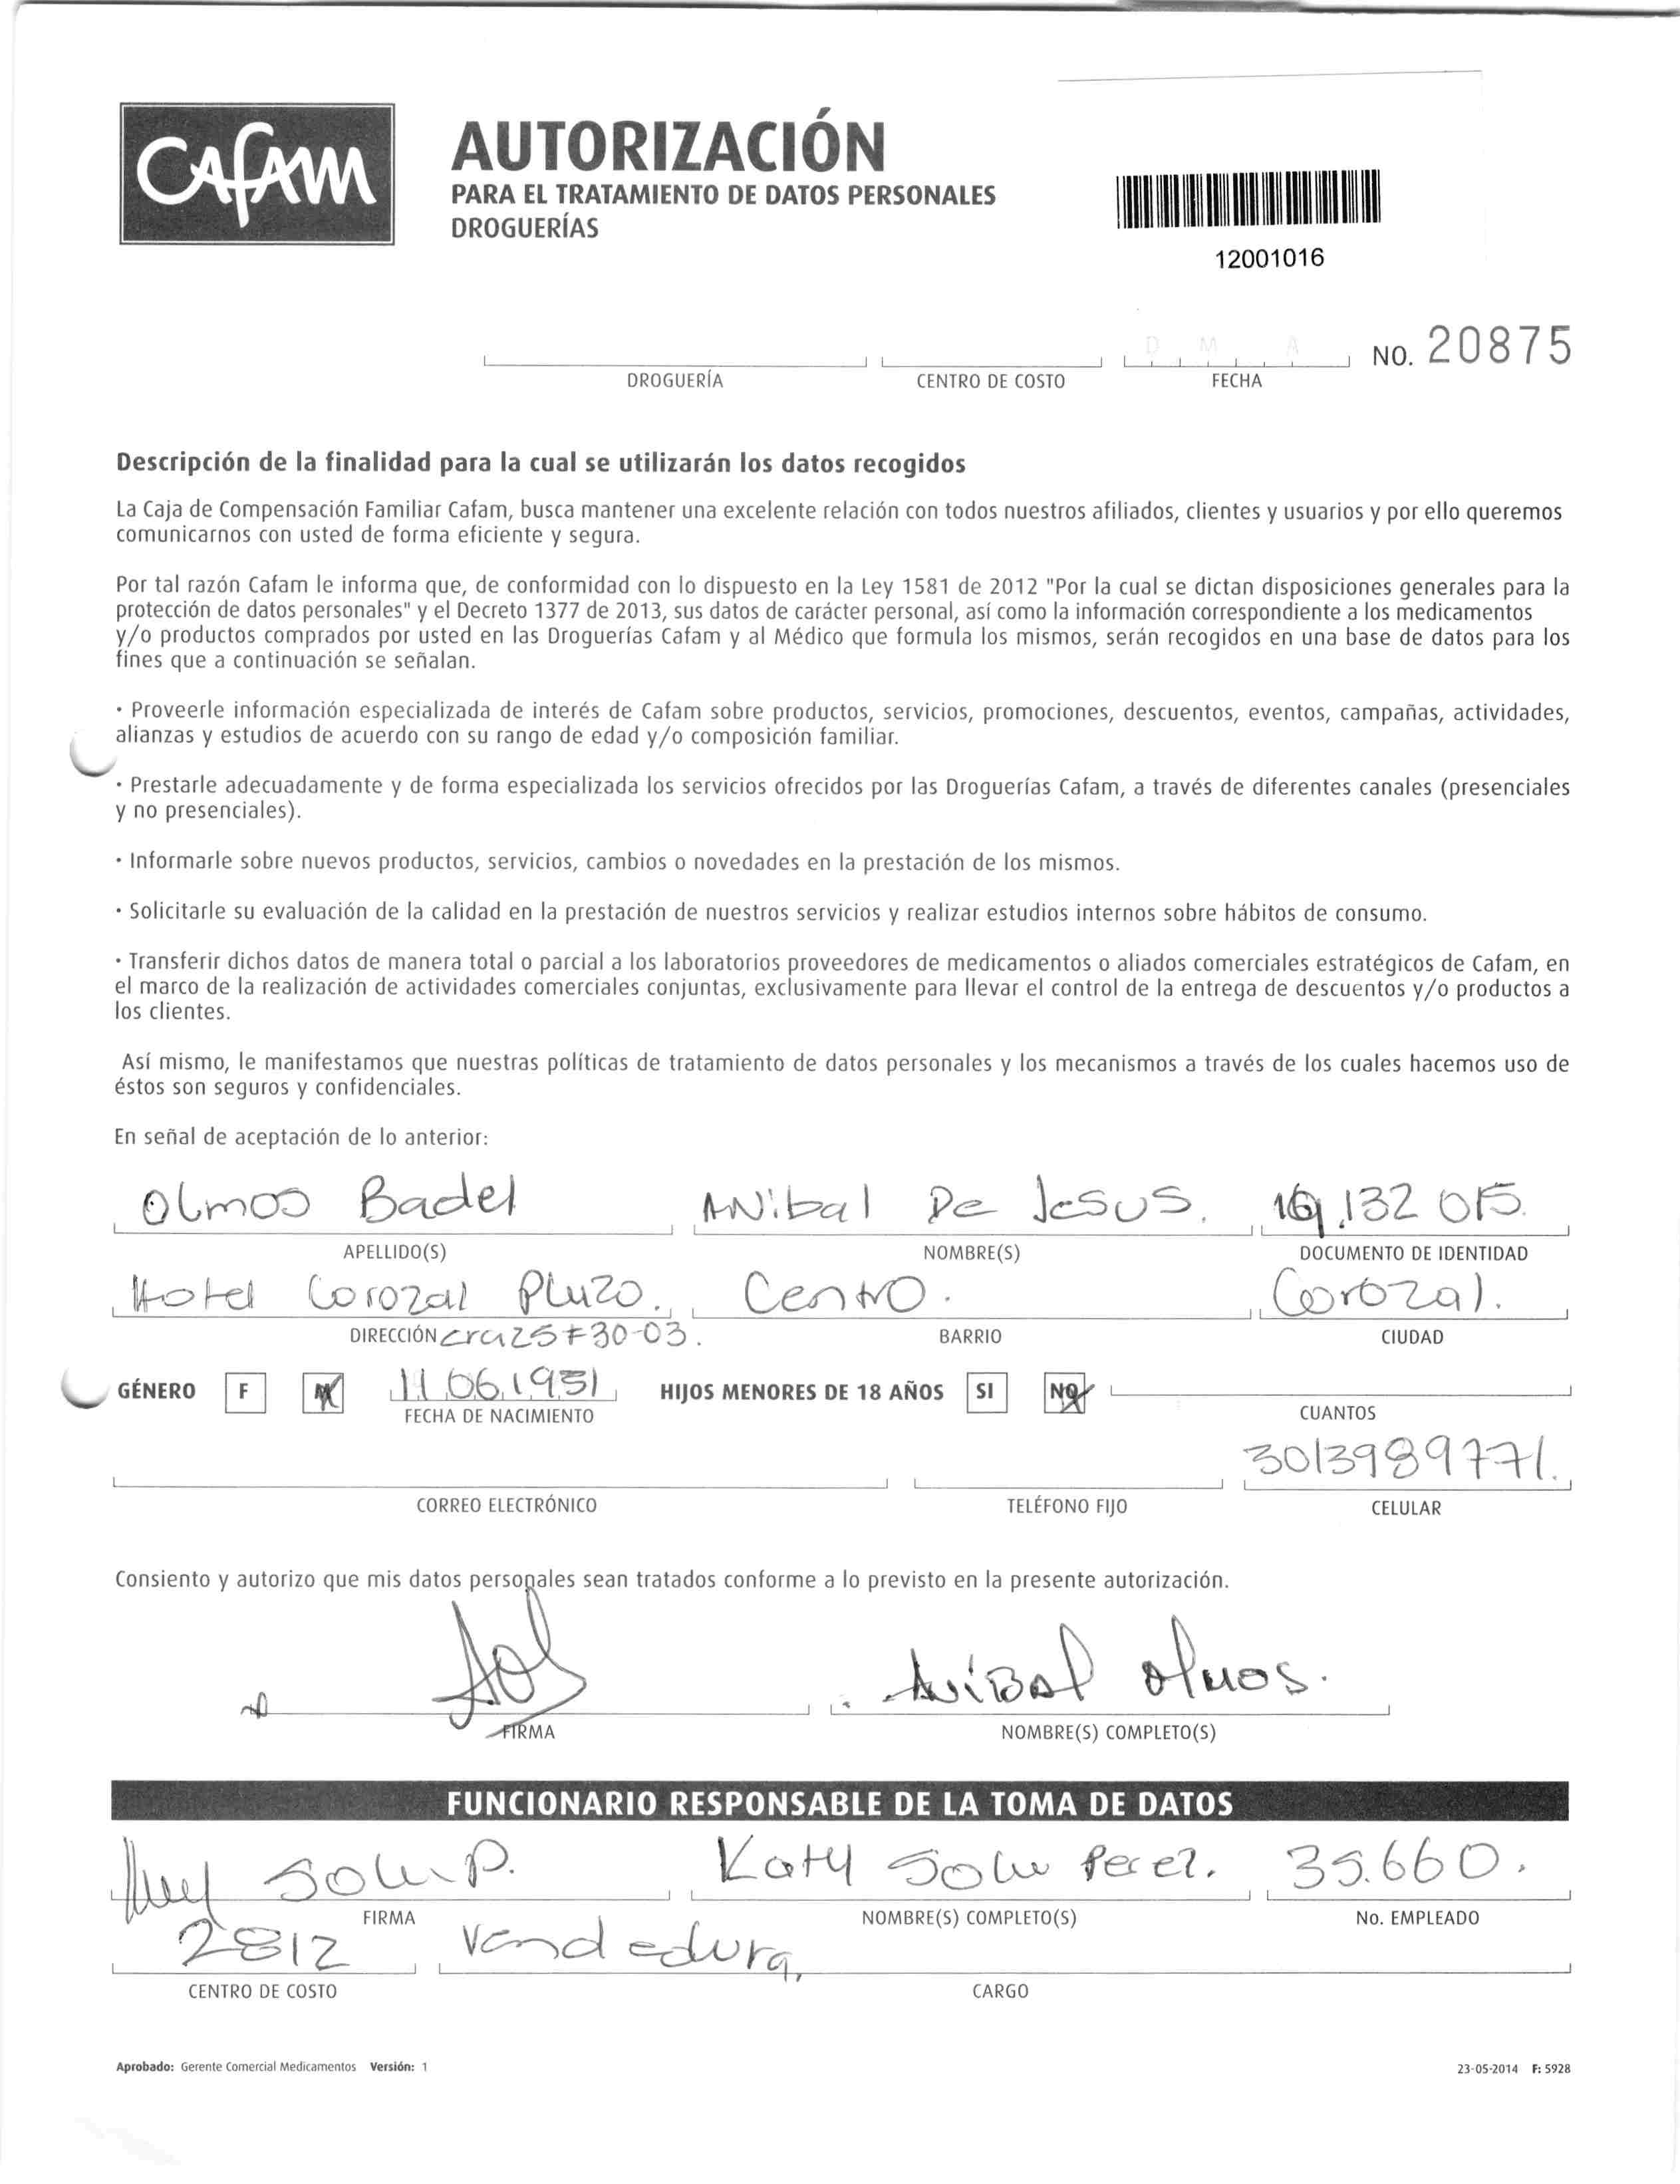 CAFAM
AUTORIZACIÓN
PARA EL TRATAMIENTO DE DATOS PERSONALES
DROGUERÍAS
12001016
D M A
NO. 20875
DROGUERÍA CENTRO DE COSTO FECHA
Descripción de la finalidad para la cual se utilizarán los datos recogidos
La Caja de Compensación Familiar Cafam, busca mantener una excelente relación con todos nuestros afiliados, clientes y usuarios y por ello queremos
comunicarnos con usted de forma eficiente y segura.
Por tal razón Cafam le informa que, de conformidad con lo dispuesto en la Ley 1581 de 2012 "Por la cual se dictan disposiciones generales para la
protección de datos personales" y el Decreto 1377 de 2013, sus datos de carácter personal, así como la información correspondiente a los medicamentos
y/o productos comprados por usted en las Droguerías Cafam y al Médico que formula los mismos, serán recogidos en una base de datos para los
fines que a continuación se señalan.
· Proveerle información especializada de interés de Cafam sobre productos, servicios, promociones, descuentos, eventos, campañas, actividades,
alianzas y estudios de acuerdo con su rango de edad y/o composición familiar.
· Prestarle adecuadamente y de forma especializada los servicios ofrecidos por las Droguerías Cafam, a través de diferentes canales (presenciales
y no presenciales).
· Informarle sobre nuevos productos, servicios, cambios o novedades en la prestación de los mismos.
· Solicitarle su evaluación de la calidad en la prestación de nuestros servicios y realizar estudios internos sobre hábitos de consumo.
· Transferir dichos datos de manera total o parcial a los laboratorios proveedores de medicamentos o aliados comerciales estratégicos de Cafam, en
el marco de la realización de actividades comerciales conjuntas, exclusivamente para llevar el control de la entrega de descuentos y/o productos a
los clientes.
Así mismo, le manifestamos que nuestras políticas de tratamiento de datos personales y los mecanismos a través de los cuales hacemos uso de
éstos son seguros y confidenciales.
En señal de aceptación de lo anterior:
Olmos Badel ANibal De Jesus. 132 015.
APELLIDO(S) NOMBRE(S) DOCUMENTO DE IDENTIDAD
Hotel Corozal Plazo. Centro. Corozal.
DIRECCIÓN cra 25 # 30-03. BARRIO CIUDAD
GÉNERO F M 11 06 1951 HIJOS MENORES DE 18 AÑOS SI NO
FECHA DE NACIMIENTO CUANTOS
3013989771.
CORREO ELECTRÓNICO TELÉFONO FIJO CELULAR
Consiento y autorizo que mis datos personales sean tratados conforme a lo previsto en la presente autorización.
Anibal olmos.
FIRMA NOMBRE(S) COMPLETO(S)
FUNCIONARIO RESPONSABLE DE LA TOMA DE DATOS
P. Katy Perez. 35.660.
FIRMA NOMBRE(S) COMPLETO(S) No. EMPLEADO
2812 Vendedora,
CENTRO DE COSTO CARGO
Aprobado: Gerente Comercial Medicamentos Versión: 1 23-05-2014 F: 5928